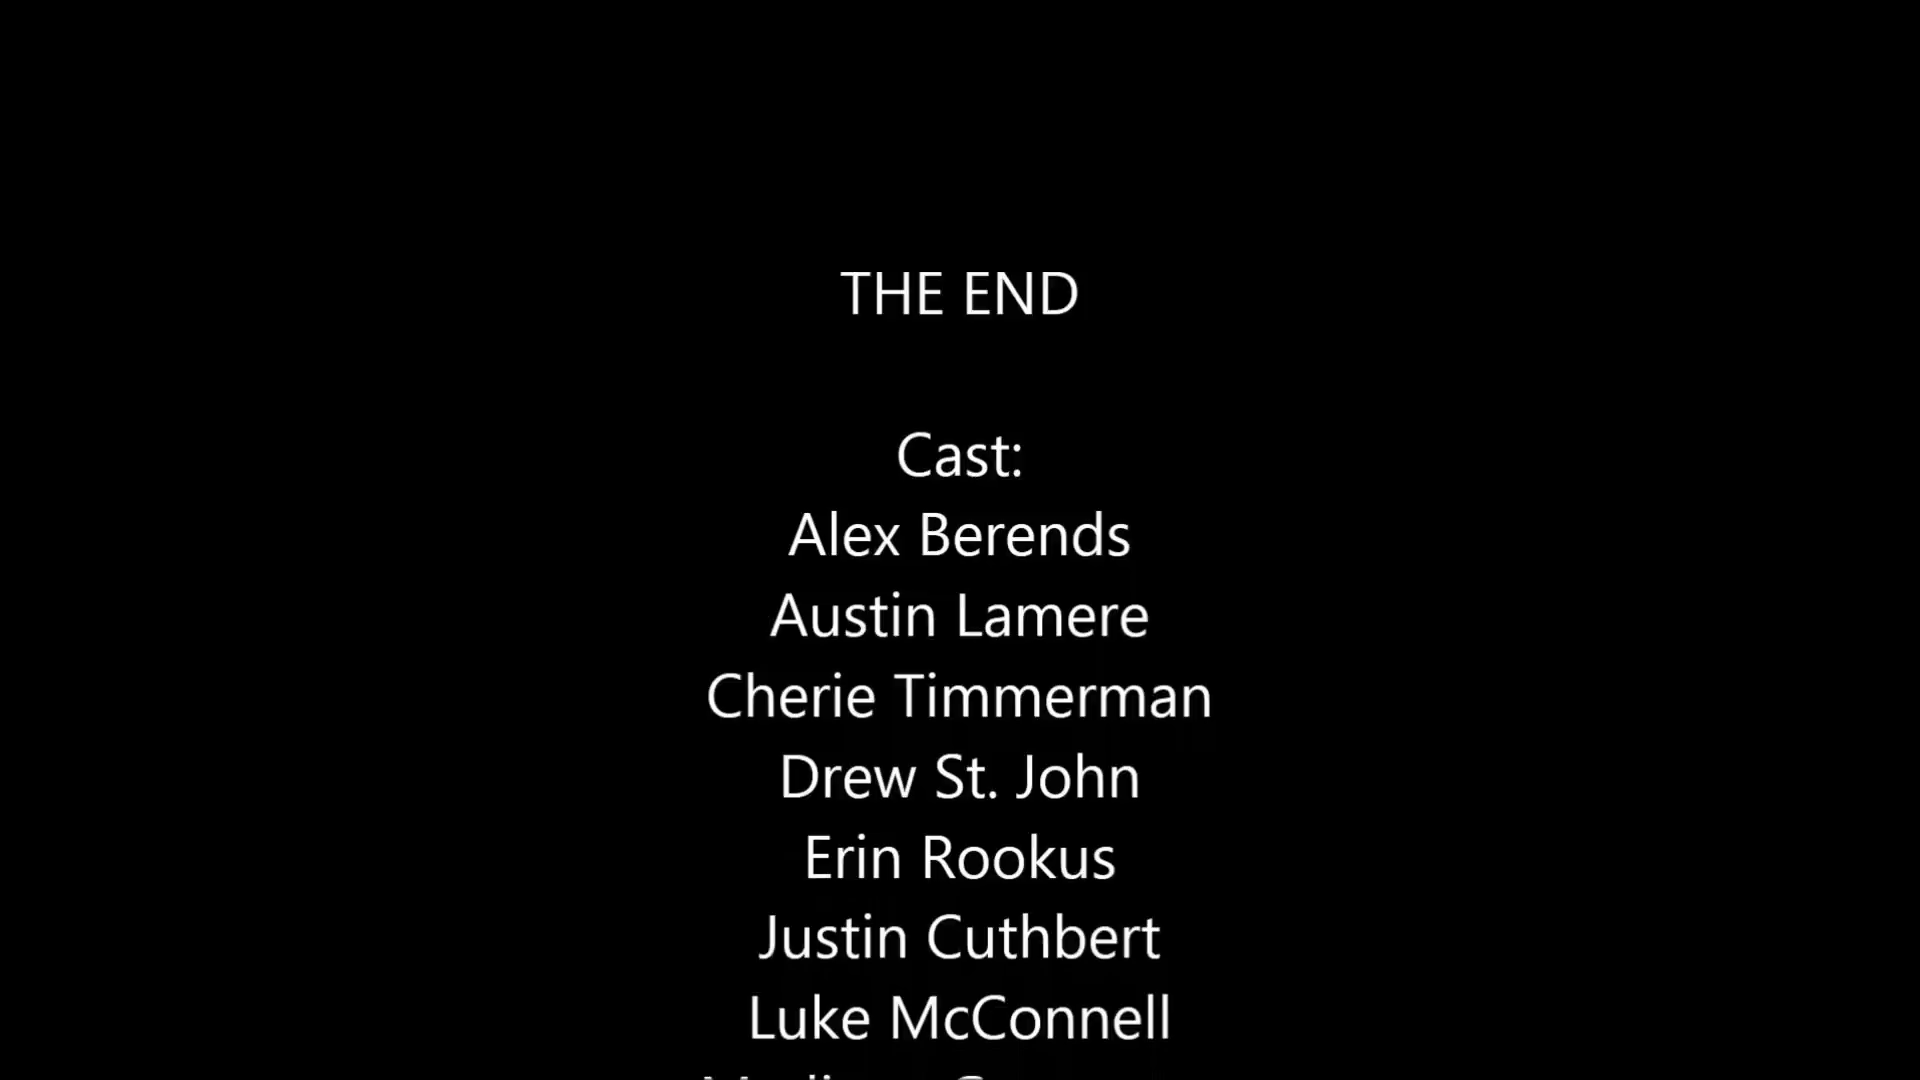 THE END
Cast:
Alex Berends
Austin Lamere
Cherie Timmerman
Drew St. John
Erin Rookus
Justin Cuthbert
Luke McConnell